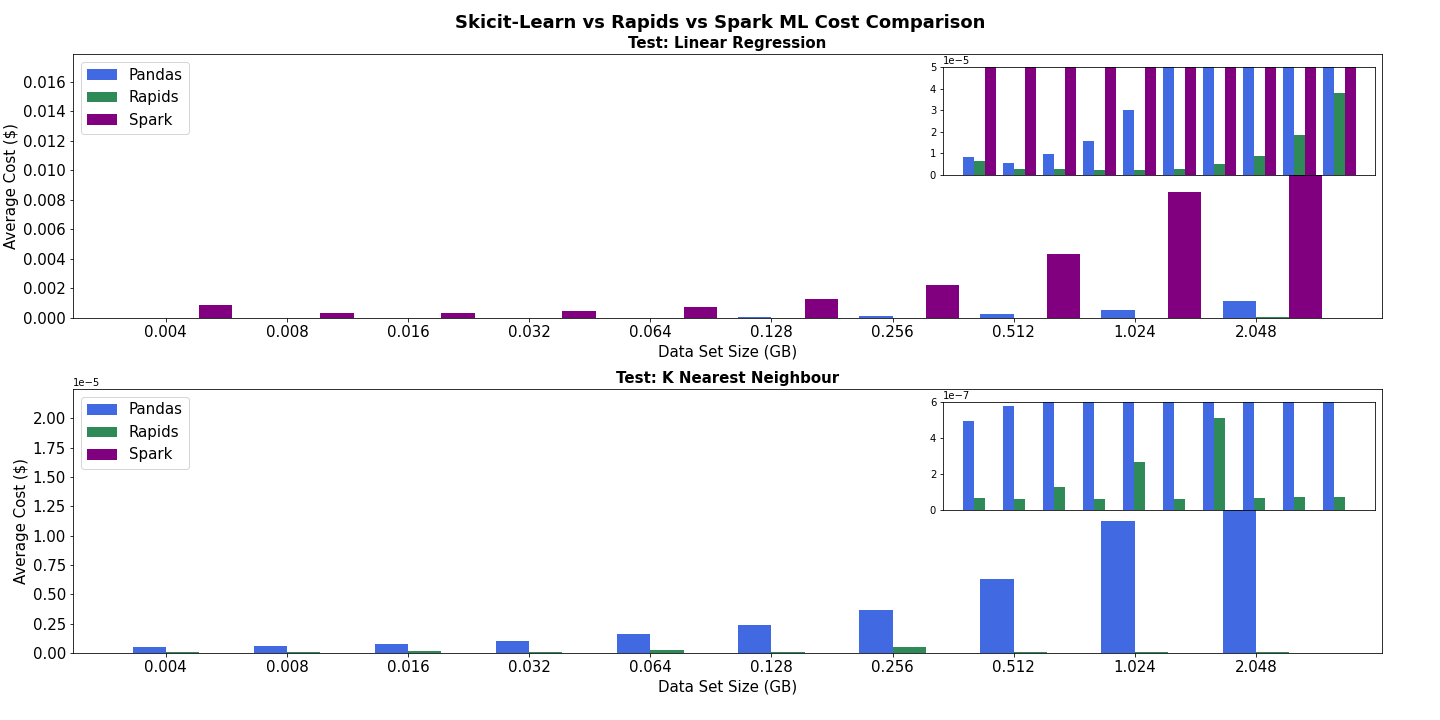 Skicit-Learn vs Rapids vs Spark ML Cost Comparison
Test: Linear Regression
Average Cost ($)
0.016
0.014
0.012
0.010
0.008
0.006
0.004
0.002
0.000
Pandas
Rapids
Spark
1e−5
5
4
3
2
1
0
0.004 0.008 0.016 0.032 0.064 0.128 0.256 0.512 1.024 2.048
Data Set Size (GB)
Test: K Nearest Neighbour
1e−5
Average Cost ($)
2.00
1.75
1.50
1.25
1.00
0.75
0.50
0.25
0.00
Pandas
Rapids
Spark
1e−7
6
4
2
0
0.004 0.008 0.016 0.032 0.064 0.128 0.256 0.512 1.024 2.048
Data Set Size (GB)